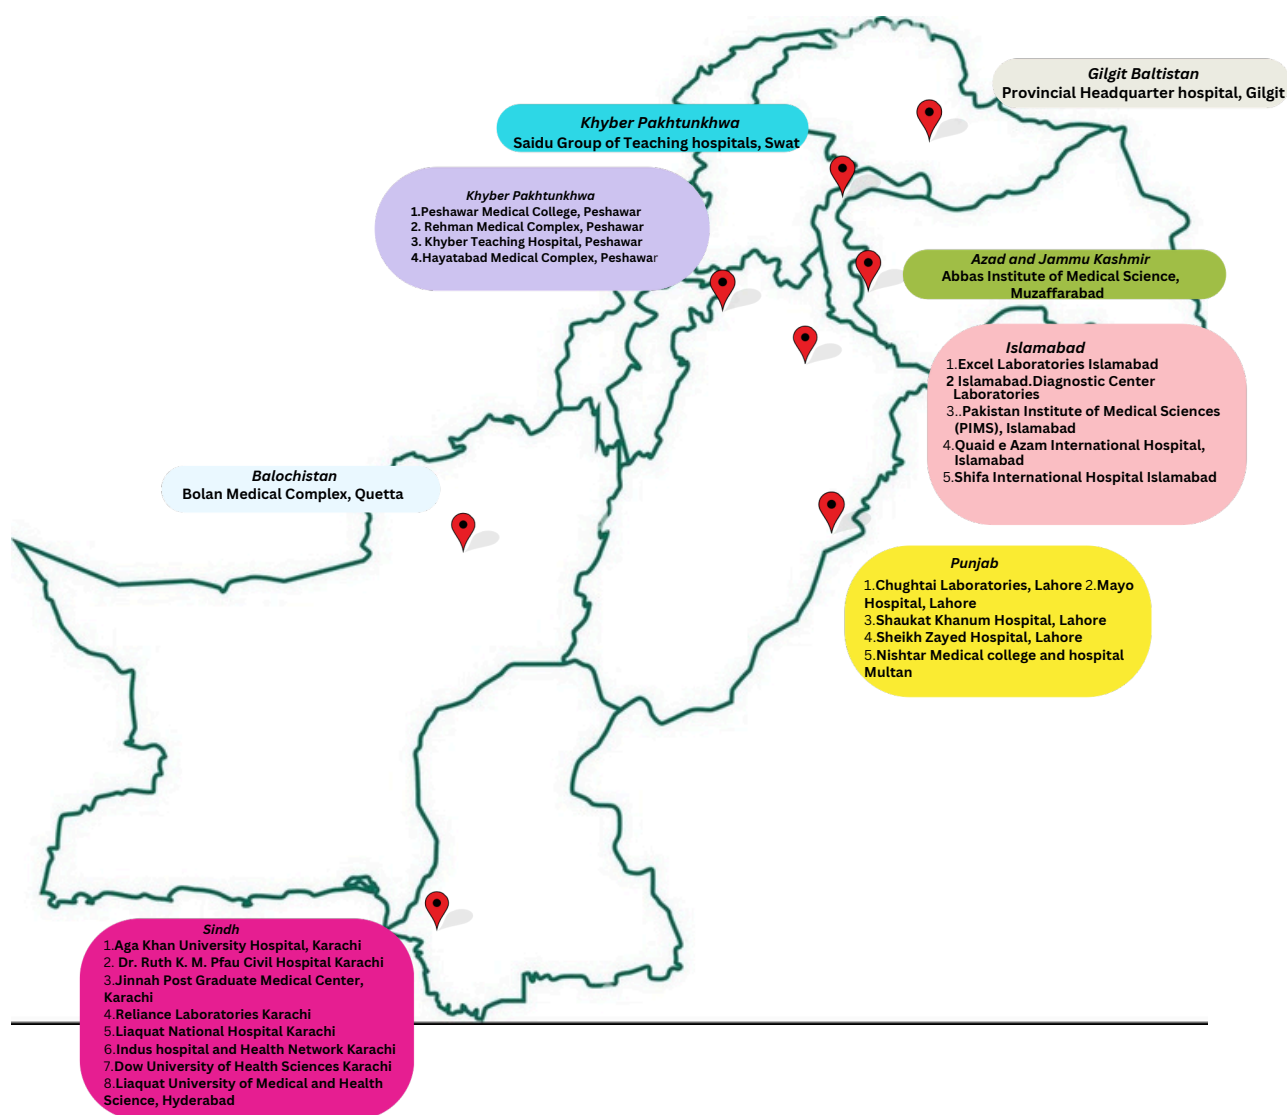 Gilgit Baltistan
Provincial Headquarter hospital, Gilgit
Khyber Pakhtunkhwa
Saidu Group of Teaching hospitals, Swat
Khyber Pakhtunkhwa
1.Peshawar Medical College, Peshawar
2. Rehman Medical Complex, Peshawar
3. Khyber Teaching Hospital, Peshawar
4.Hayatabad Medical Complex, Peshawar
Azad and Jammu Kashmir
Abbas Institute of Medical Science,
Muzaffarabad
Islamabad
1.Excel Laboratories Islamabad
2 Islamabad.Diagnostic Center
Laboratories
3..Pakistan Institute of Medical Sciences
(PIMS), Islamabad
4.Quaid e Azam International Hospital,
Islamabad
5.Shifa International Hospital Islamabad
Balochistan
Bolan Medical Complex, Quetta
Punjab
1.Chughtai Laboratories, Lahore 2.Mayo
Hospital, Lahore
3.Shaukat Khanum Hospital, Lahore
4.Sheikh Zayed Hospital, Lahore
5.Nishtar Medical college and hospital
Multan
Sindh
1.Aga Khan University Hospital, Karachi
2. Dr. Ruth K. M. Pfau Civil Hospital Karachi
3.Jinnah Post Graduate Medical Center,
Karachi
4.Reliance Laboratories Karachi
5.Liaquat National Hospital Karachi
6.Indus hospital and Health Network Karachi
7.Dow University of Health Sciences Karachi
8.Liaquat University of Medical and Health
Science, Hyderabad